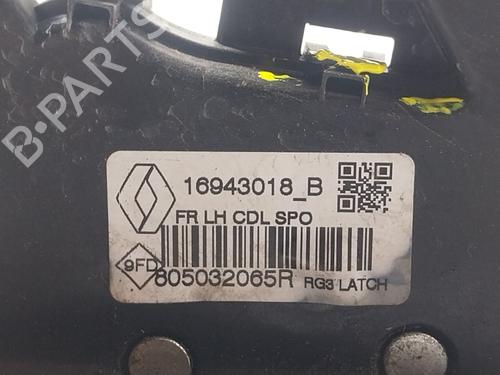 B-PARTS
16943018_B
FR LH CDL SPO
9FD
805032065R RG3 LATCH